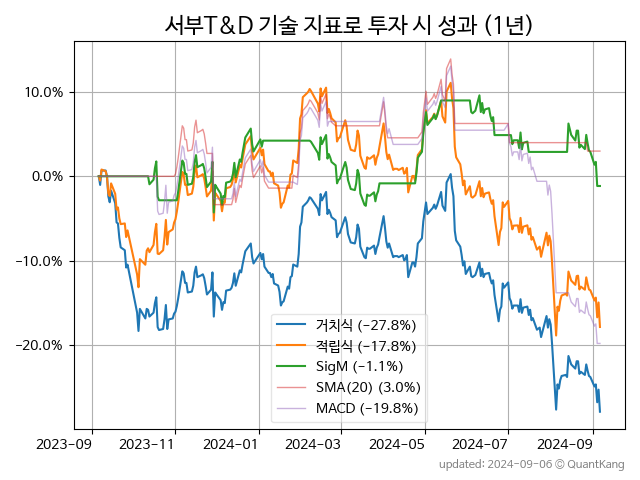 서부T&D 기술 지표로 투자 시 성과 (1년)
10.0%
0.0%
−10.0%
−20.0%
거치식 (−27.8%)
적립식 (−17.8%)
SigM (−1.1%)
SMA(20) (3.0%)
MACD (−19.8%)
2023−09 2023−11 2024−01 2024−03 2024−05 2024−07 2024−09
updated: 2024−09−06 © QuantKang